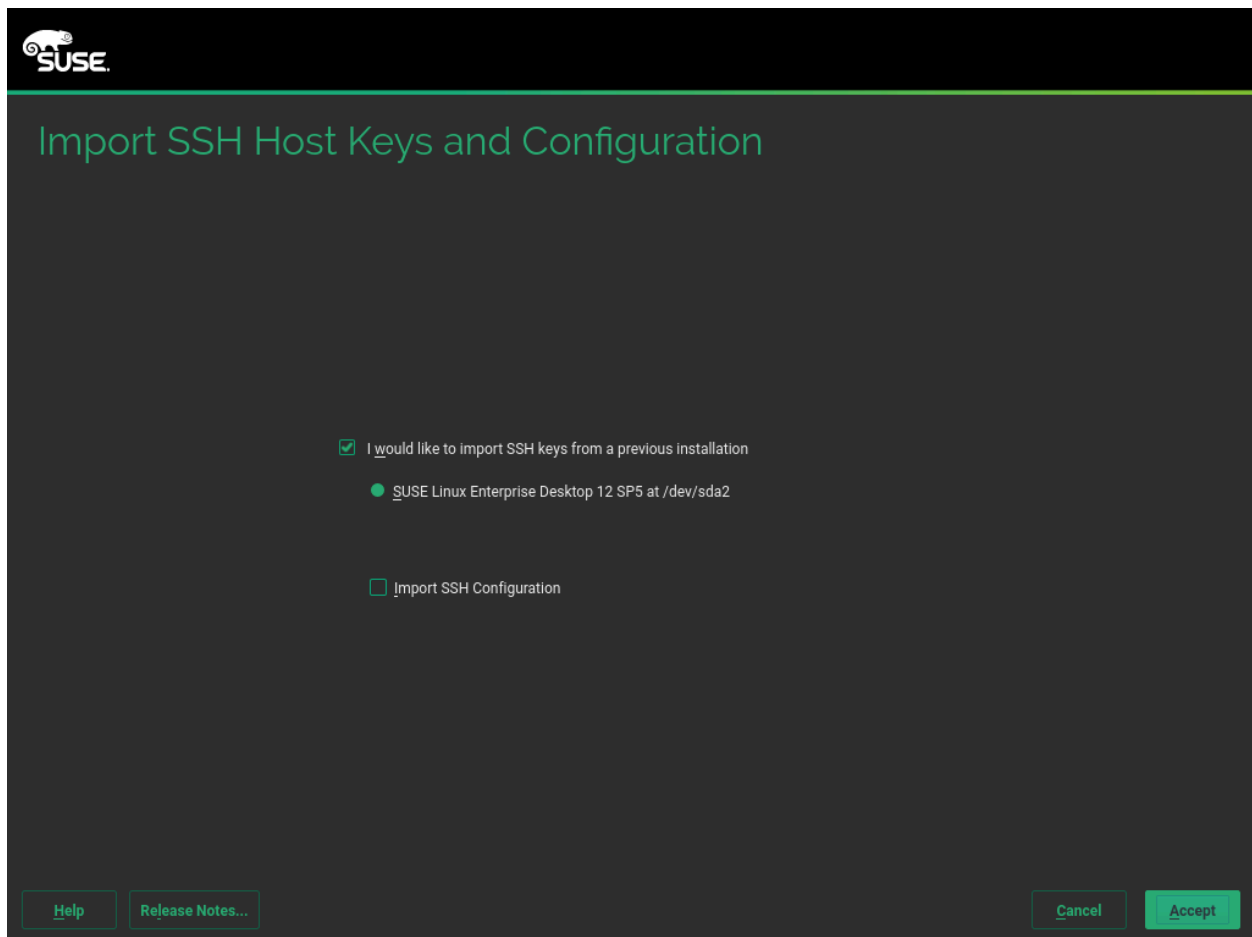 SUSE.
Import SSH Host Keys and Configuration
I would like to import SSH keys from a previous installation
SUSE Linux Enterprise Desktop 12 SP5 at /dev/sda2
Import SSH Configuration
Help
Release Notes...
Cancel
Accept